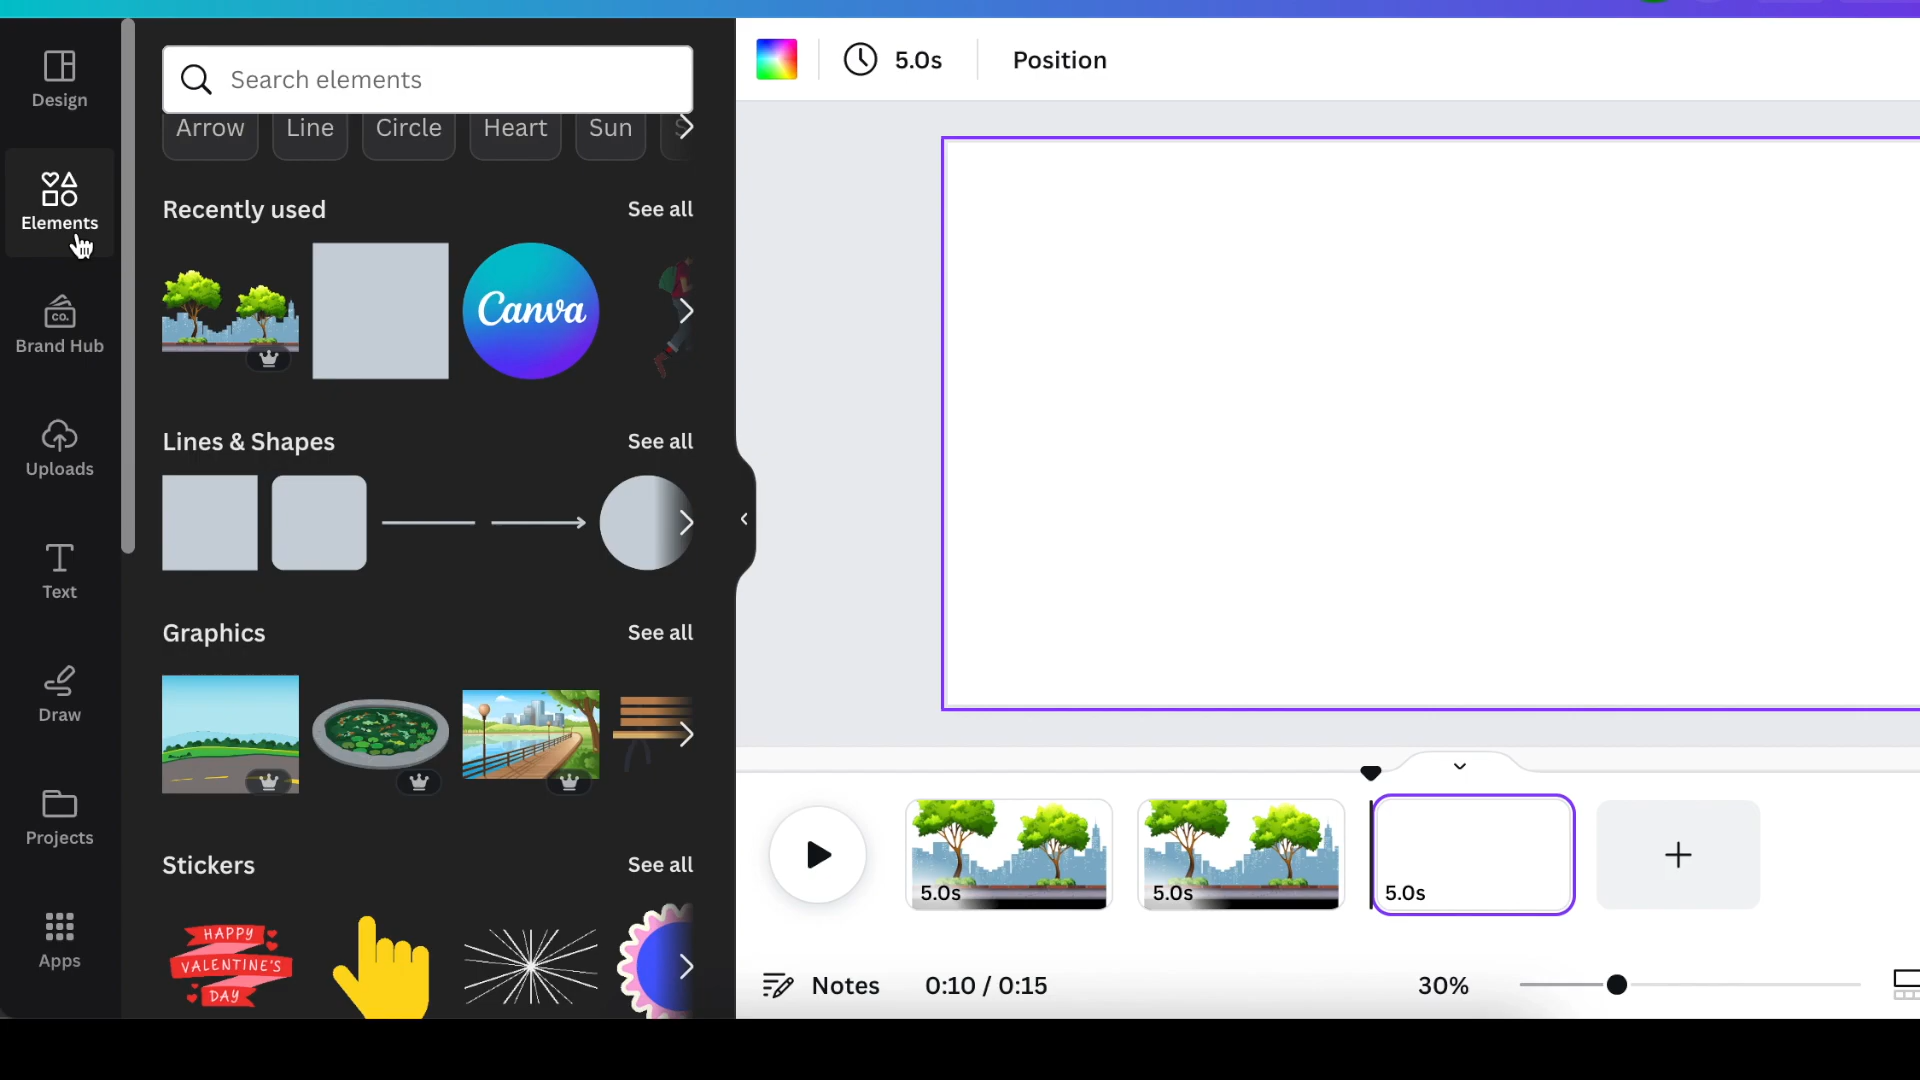 Design
Elements
Brand Hub
CO.
Uploads
Text
Draw
Projects
Apps
Search elements
Arrow Line Circle Heart Sun
Recently used See all
Canva
Lines & Shapes See all
Graphics See all
Stickers See all
HAPPY
VALENTINE'S
DAY
5.0s Position
5.0s 5.0s 5.0s
Notes 0:10 / 0:15 30%